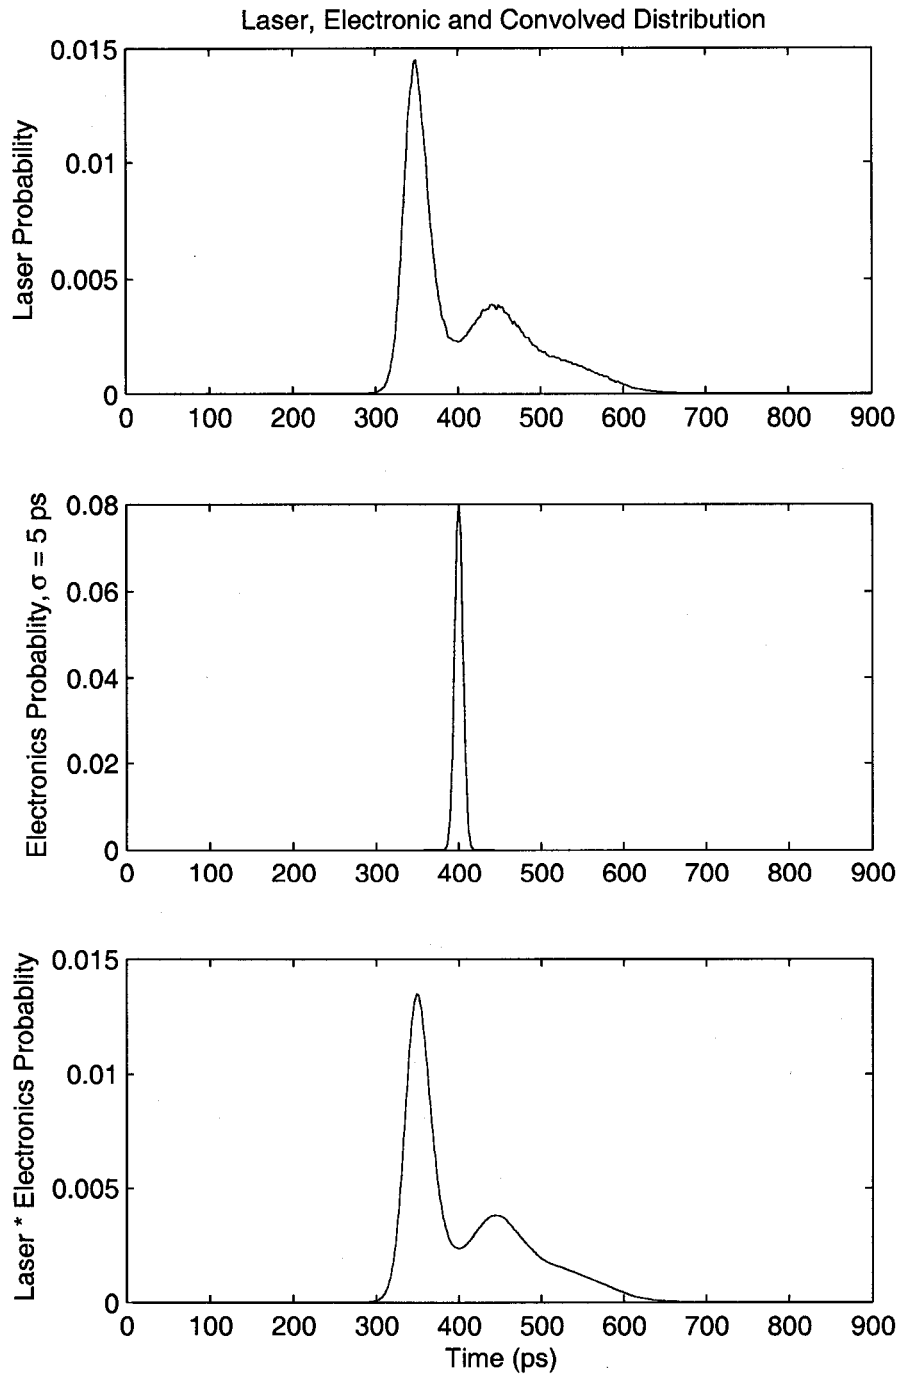 Laser, Electronic and Convolved Distribution
0.015
0.01
0.005
0
Laser Probability
0 100 200 300 400 500 600 700 800 900
0.08
0.06
0.04
0.02
0
Electronics Probablity, σ = 5 ps
0 100 200 300 400 500 600 700 800 900
0.015
0.01
0.005
0
Laser * Electronics Probablity
0 100 200 300 400 500 600 700 800 900
Time (ps)